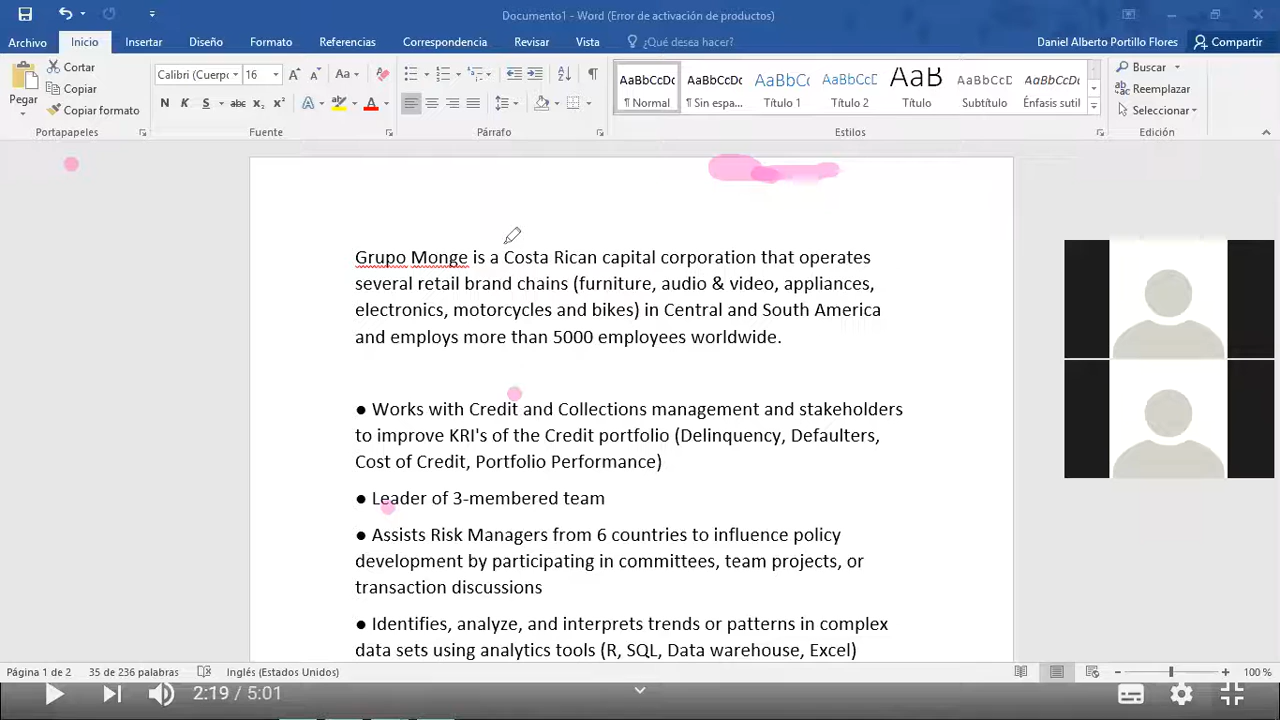 Documento1 - Word (Error de activación de productos)
Archivo Inicio Insertar Diseño Formato Referencias Correspondencia Revisar Vista ¿Qué desea hacer? Daniel Alberto Portillo Flores Compartir
Pegar Cortar Copiar Copiar formato
Calibri (Cuerpo 16 Aa
N K S abc x₂ x² A A
AaBbCcDc AaBbCcDc AaBbCc AaBbCcD AaB AaBbCcD AaBbCcDc
¶ Normal ¶ Sin espa... Título 1 Título 2 Título Subtítulo Énfasis sutil
Buscar Reemplazar Seleccionar
Portapapeles Fuente Párrafo Estilos Edición
Grupo Monge is a Costa Rican capital corporation that operates
several retail brand chains (furniture, audio & video, appliances,
electronics, motorcycles and bikes) in Central and South America
and employs more than 5000 employees worldwide.
● Works with Credit and Collections management and stakeholders
to improve KRI's of the Credit portfolio (Delinquency, Defaulters,
Cost of Credit, Portfolio Performance)
● Leader of 3-membered team
● Assists Risk Managers from 6 countries to influence policy
development by participating in committees, team projects, or
transaction discussions
● Identifies, analyze, and interprets trends or patterns in complex
data sets using analytics tools (R, SQL, Data warehouse, Excel)
Página 1 de 2 35 de 236 palabras Inglés (Estados Unidos) 100 %
2:19 / 5:01